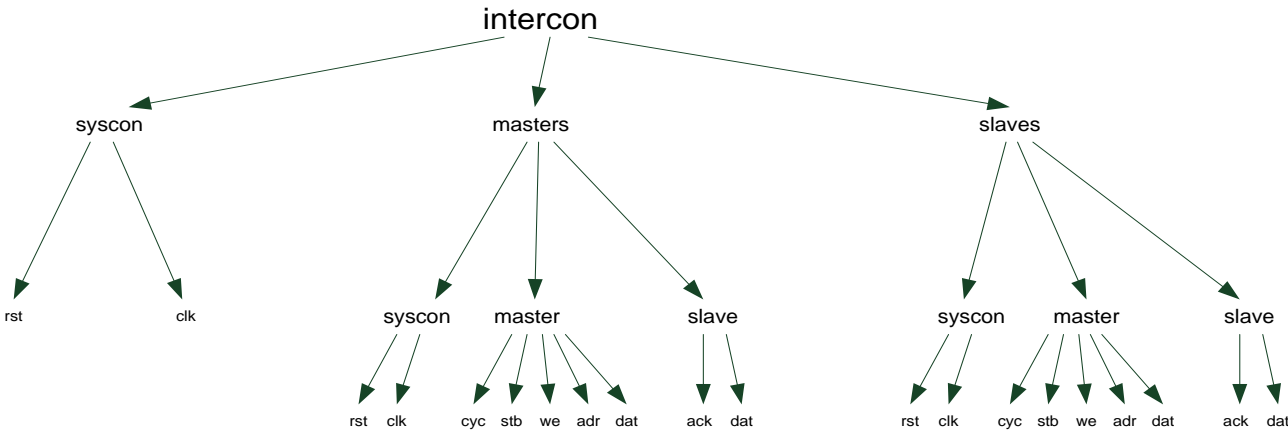 intercon
syscon masters slaves
rst clk syscon master slave syscon master slave
rst clk cyc stb we adr dat ack dat rst clk cyc stb we adr dat ack dat